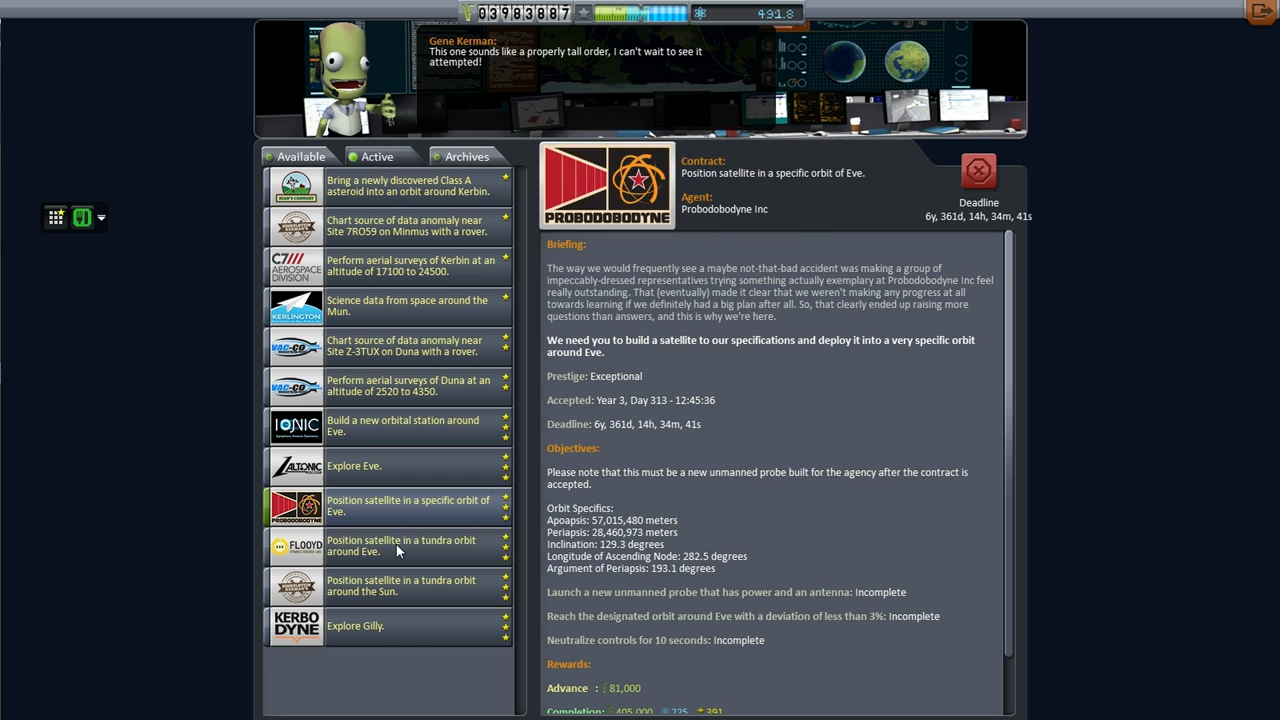 03983887
491.8
Gene Kerman:
This one sounds like a properly tall order, I can't wait to see it
attempted!
Available
Active
Archives
Bring a newly discovered Class A
asteroid into an orbit around Kerbin.
Chart source of data anomaly near
Site 7RO59 on Minmus with a rover.
C7///
AEROSPACE
DIVISION
Perform aerial surveys of Kerbin at an
altitude of 17100 to 24500.
KERLINGTON
Science data from space around the
Mun.
VAC-CO
Chart source of data anomaly near
Site Z-3TUX on Duna with a rover.
VAC-CO
Perform aerial surveys of Duna at an
altitude of 2520 to 4350.
IONIC
Build a new orbital station around
Eve.
ZALTONIC
Explore Eve.
PROBODOBODYNE
Position satellite in a specific orbit of
Eve.
FLOOYD
Position satellite in a tundra orbit
around Eve.
Position satellite in a tundra orbit
around the Sun.
KERBO
DYNE
Explore Gilly.
PROBODOBODYNE
Contract:
Position satellite in a specific orbit of Eve.
Agent:
Probodobodyne Inc
Deadline
6y, 361d, 14h, 34m, 41s
Briefing:
The way we would frequently see a maybe not-that-bad accident was making a group of
impeccably-dressed representatives trying something actually exemplary at Probodobodyne Inc feel
really outstanding. That (eventually) made it clear that we weren't making any progress at all
towards learning if we definitely had a big plan after all. So, that clearly ended up raising more
questions than answers, and this is why we're here.
We need you to build a satellite to our specifications and deploy it into a very specific orbit
around Eve.
Prestige: Exceptional
Accepted: Year 3, Day 313 - 12:45:36
Deadline: 6y, 361d, 14h, 34m, 41s
Objectives:
Please note that this must be a new unmanned probe built for the agency after the contract is
accepted.
Orbit Specifics:
Apoapsis: 57,015,480 meters
Periapsis: 28,460,973 meters
Inclination: 129.3 degrees
Longitude of Ascending Node: 282.5 degrees
Argument of Periapsis: 193.1 degrees
Launch a new unmanned probe that has power and an antenna: Incomplete
Reach the designated orbit around Eve with a deviation of less than 3%: Incomplete
Neutralize controls for 10 seconds: Incomplete
Rewards:
Advance : 81,000
Completion: 405,000 225 391